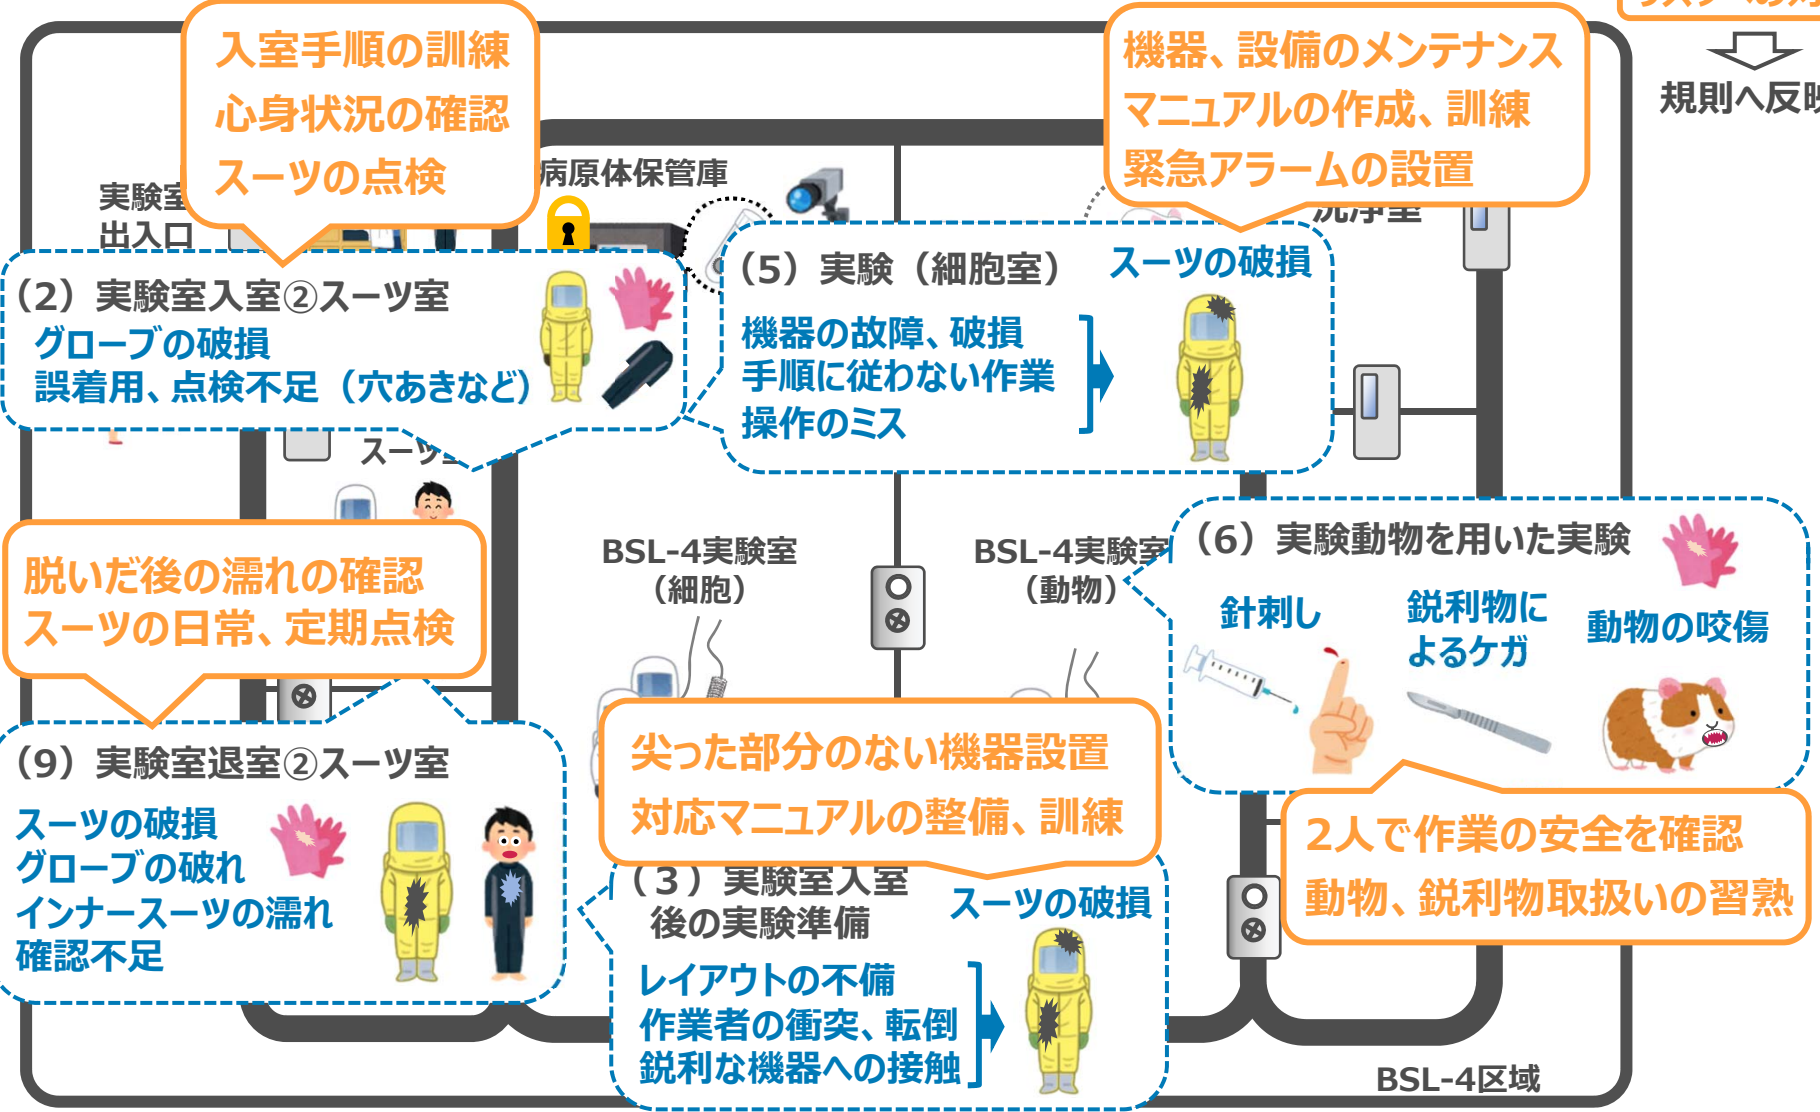 入室手順の訓練
心身状況の確認
スーツの点検
機器、設備のメンテナンス
マニュアルの作成、訓練
緊急アラームの設置
規則へ反映
病原体保管庫
実験室
出入口
洗浄室
(2) 実験室入室②スーツ室
グローブの破損
誤着用、点検不足（穴あきなど）
(5) 実験（細胞室）
スーツの破損
機器の故障、破損
手順に従わない作業
操作のミス
スーツ室
BSL-4実験室
（細胞）
BSL-4実験室
（動物）
(6) 実験動物を用いた実験
針刺し
鋭利物に
よるケガ
動物の咬傷
脱いだ後の濡れの確認
スーツの日常、定期点検
(9) 実験室退室②スーツ室
スーツの破損
グローブの破れ
インナースーツの濡れ
確認不足
尖った部分のない機器設置
対応マニュアルの整備、訓練
2人で作業の安全を確認
動物、鋭利物取扱いの習熟
(３) 実験室入室
後の実験準備
スーツの破損
レイアウトの不備
作業者の衝突、転倒
鋭利な機器への接触
BSL-4区域